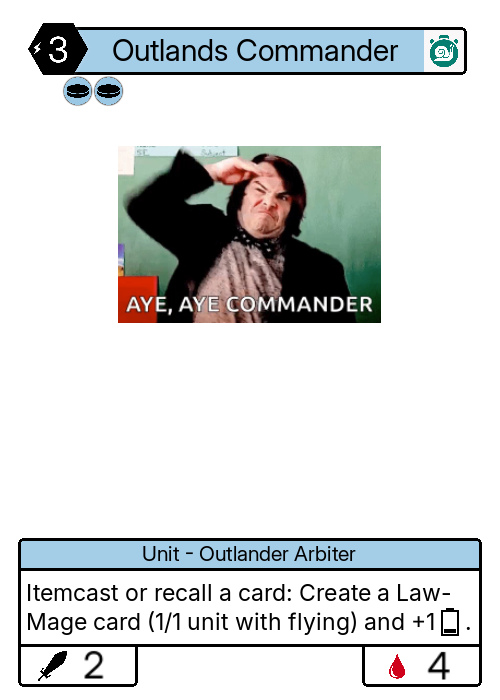 3 Outlands Commander
AYE, AYE COMMANDER
Unit - Outlander Arbiter
Itemcast or recall a card: Create a Law-
Mage card (1/1 unit with flying) and +1 .
2 4